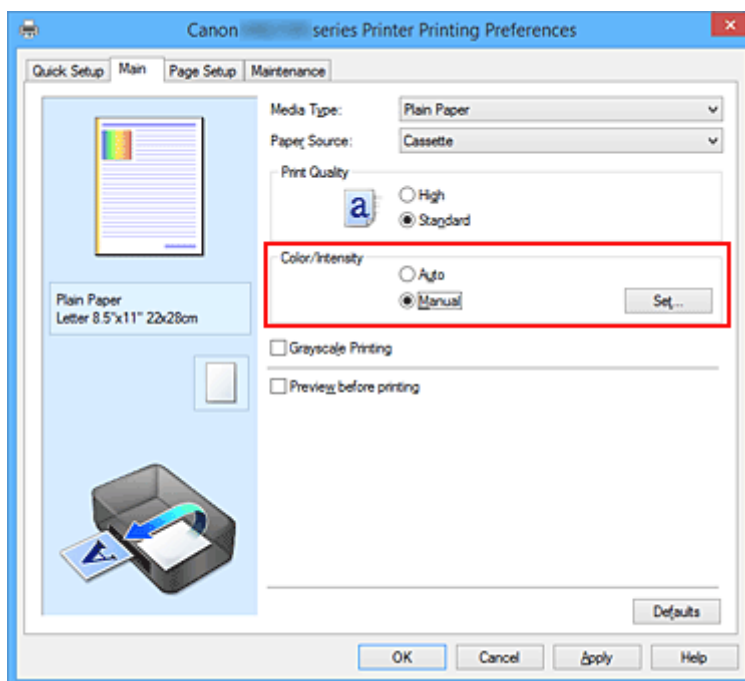 Canon series Printer Printing Preferences
Quick Setup Main Page Setup Maintenance
Media Type: Plain Paper
Paper Source: Cassette
Print Quality
a
High
Standard
Color/Intensity
Auto
Manual Set...
Plain Paper
Letter 8.5"x11" 22x28cm
Grayscale Printing
Preview before printing
A
Defaults
OK Cancel Apply Help